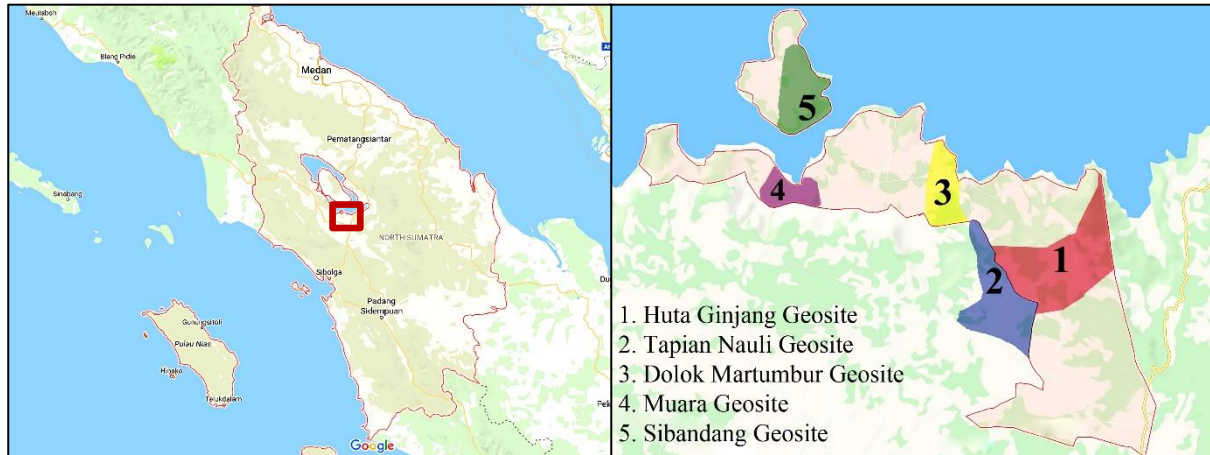 Meulaboh
Blang Pidie
Medan
Pematangsiantar
Sinabang
NORTH SUMATRA
Sibolga
Padang
Sidempuan
Gunungsitoli
Pulau Nias
Telukdalam
Google
5
4
3
1
2
1. Huta Ginjang Geosite
2. Tapian Nauli Geosite
3. Dolok Martumbur Geosite
4. Muara Geosite
5. Sibandang Geosite